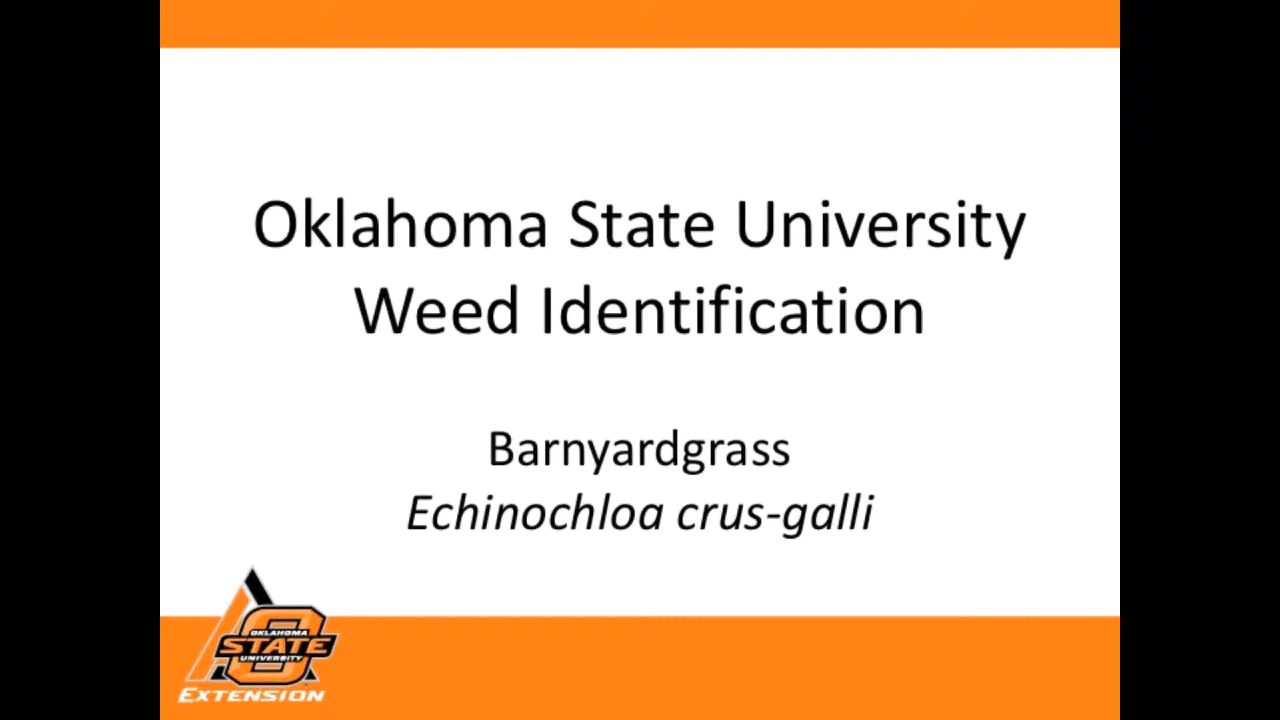 Oklahoma State University
Weed Identification
Barnyardgrass
Echinochloa crus-galli
OKLAHOMA
STATE
UNIVERSITY
EXTENSION